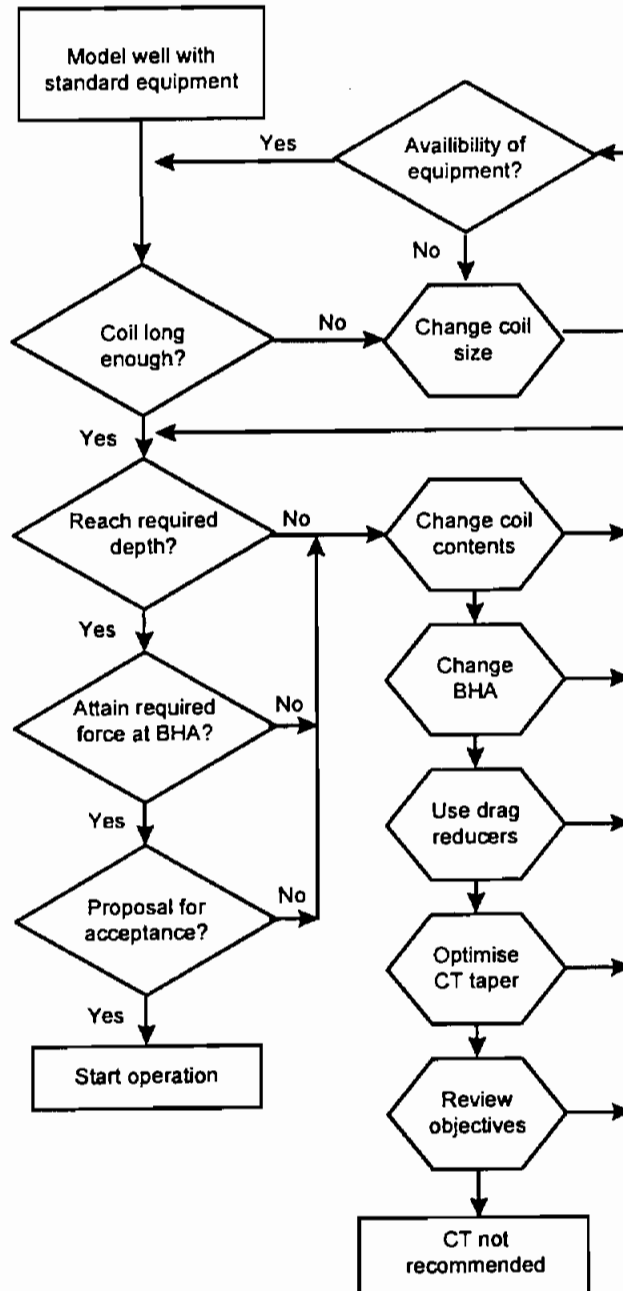 Model well with
standard equipment
Yes
Availibility of
equipment?
No
Coil long
enough?
No
Change coil
size
Yes
Reach required
depth?
No
Change coil
contents
Yes
Change
BHA
Attain required
force at BHA?
No
Yes
Use drag
reducers
Proposal for
acceptance?
No
Optimise
CT taper
Yes
Start operation
Review
objectives
CT not
recommended